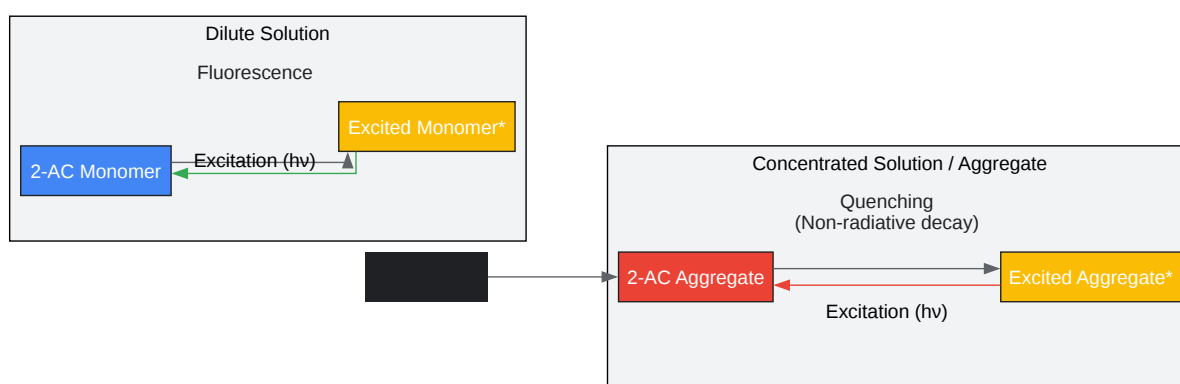 Dilute Solution
Fluorescence
Excited Monomer*
2-AC Monomer
Excitation (hν)
Concentrated Solution / Aggregate
Quenching
(Non-radiative decay)
2-AC Aggregate
Excited Aggregate*
Excitation (hν)